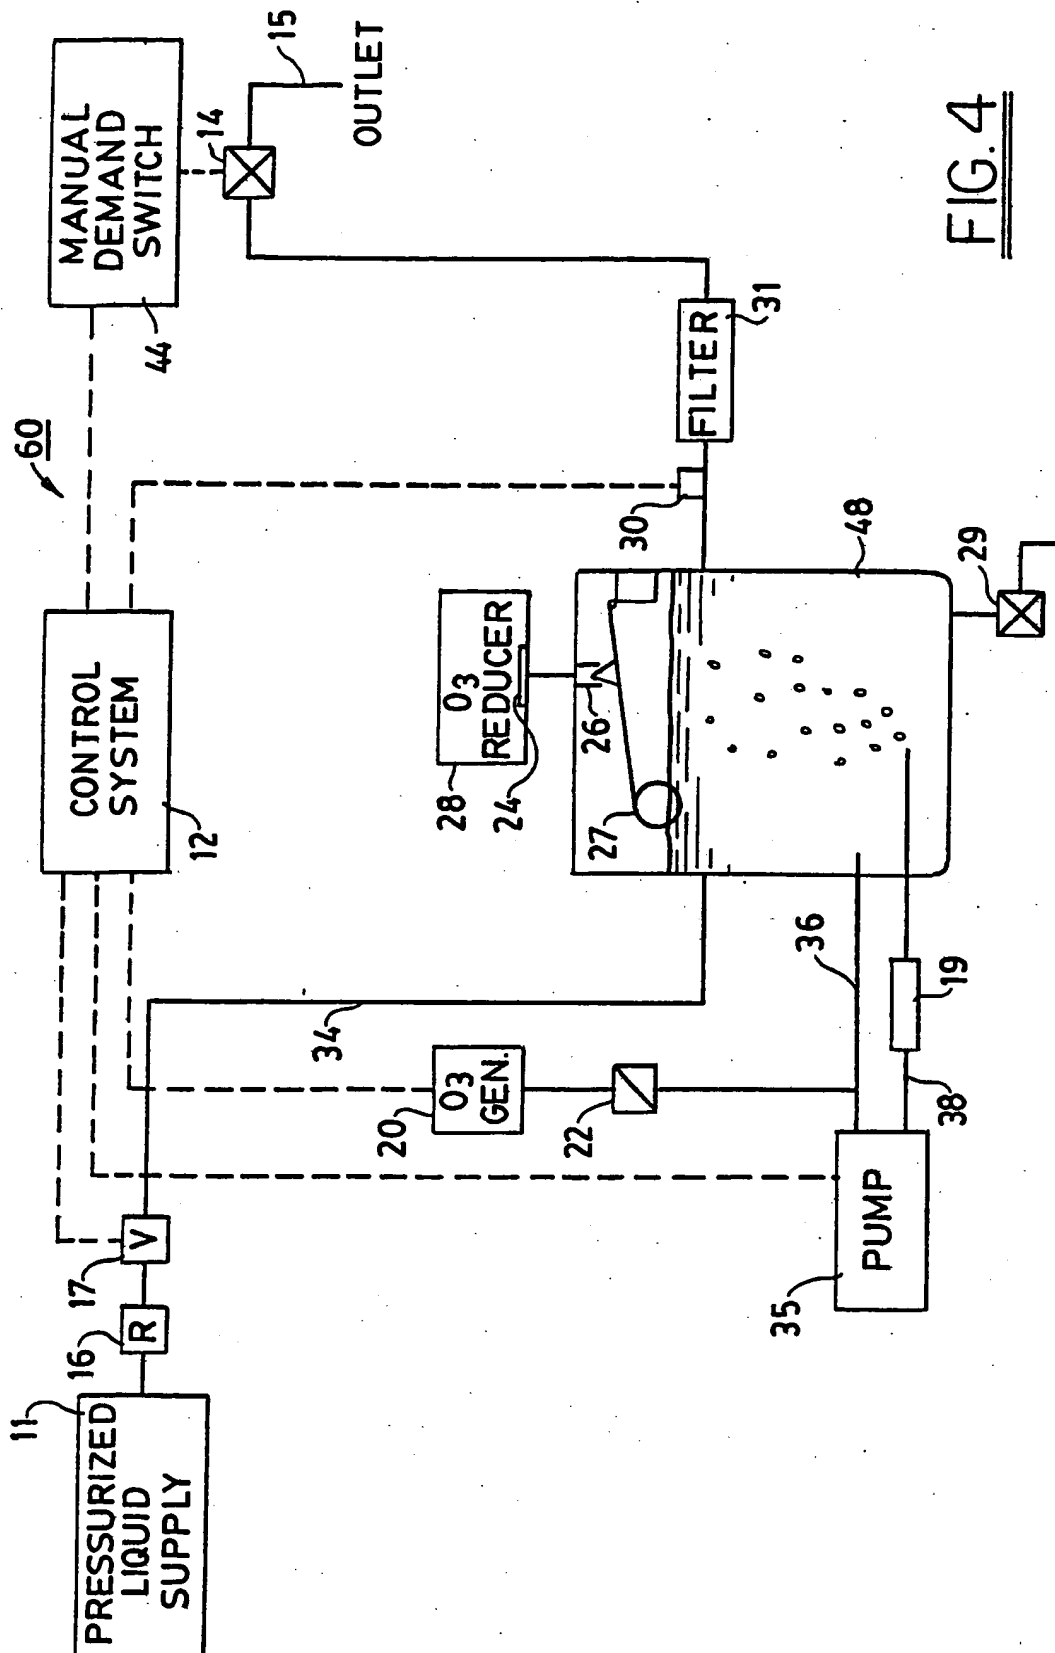 PRESSURIZED
LIQUID
SUPPLY
11
16
R
17
V
CONTROL
SYSTEM
12
60
MANUAL
DEMAND
SWITCH
44
14
15
OUTLET
34
20
O3
GEN.
22
28
O3
REDUCER
24
26
27
30
FILTER
31
35
PUMP
36
38
19
48
29
FIG. 4